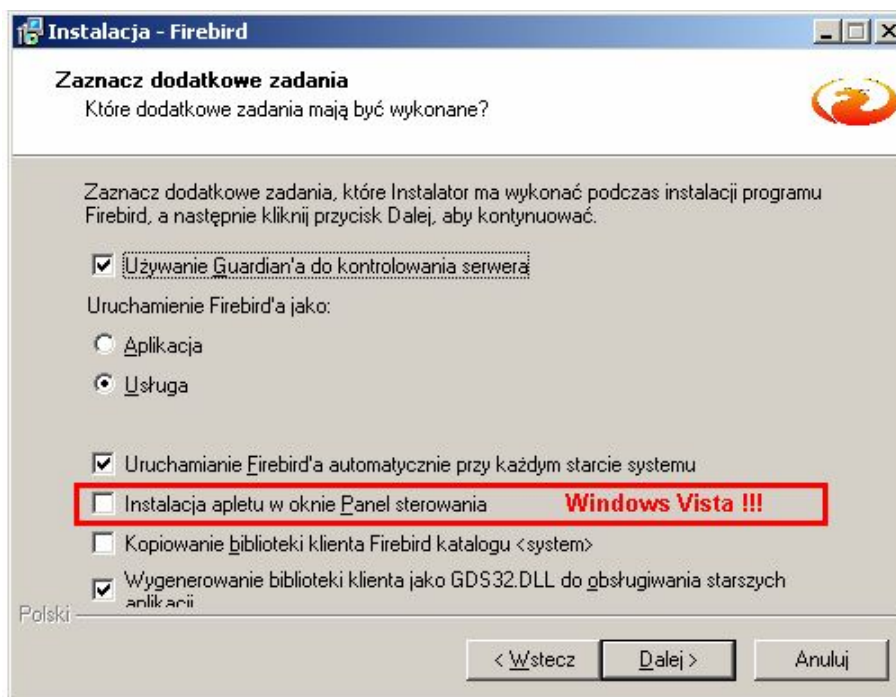 Instalacja - Firebird
Zaznacz dodatkowe zadania
Które dodatkowe zadania mają być wykonane?
Zaznacz dodatkowe zadania, które Instalator ma wykonać podczas instalacji programu
Firebird, a następnie kliknij przycisk Dalej, aby kontynuować.
Używanie Guardian'a do kontrolowania serwera
Uruchamienie Firebird'a jako:
Aplikacja
Usługa
Uruchamianie Firebird'a automatycznie przy każdym starcie systemu
Instalacja apletu w oknie Panel sterowania Windows Vista !!!
Kopiowanie biblioteki klienta Firebird katalogu <system>
Wygenerowanie biblioteki klienta jako GDS32.DLL do obsługiwania starszych
aplikacji
Polski
< Wstecz Dalej > Anuluj